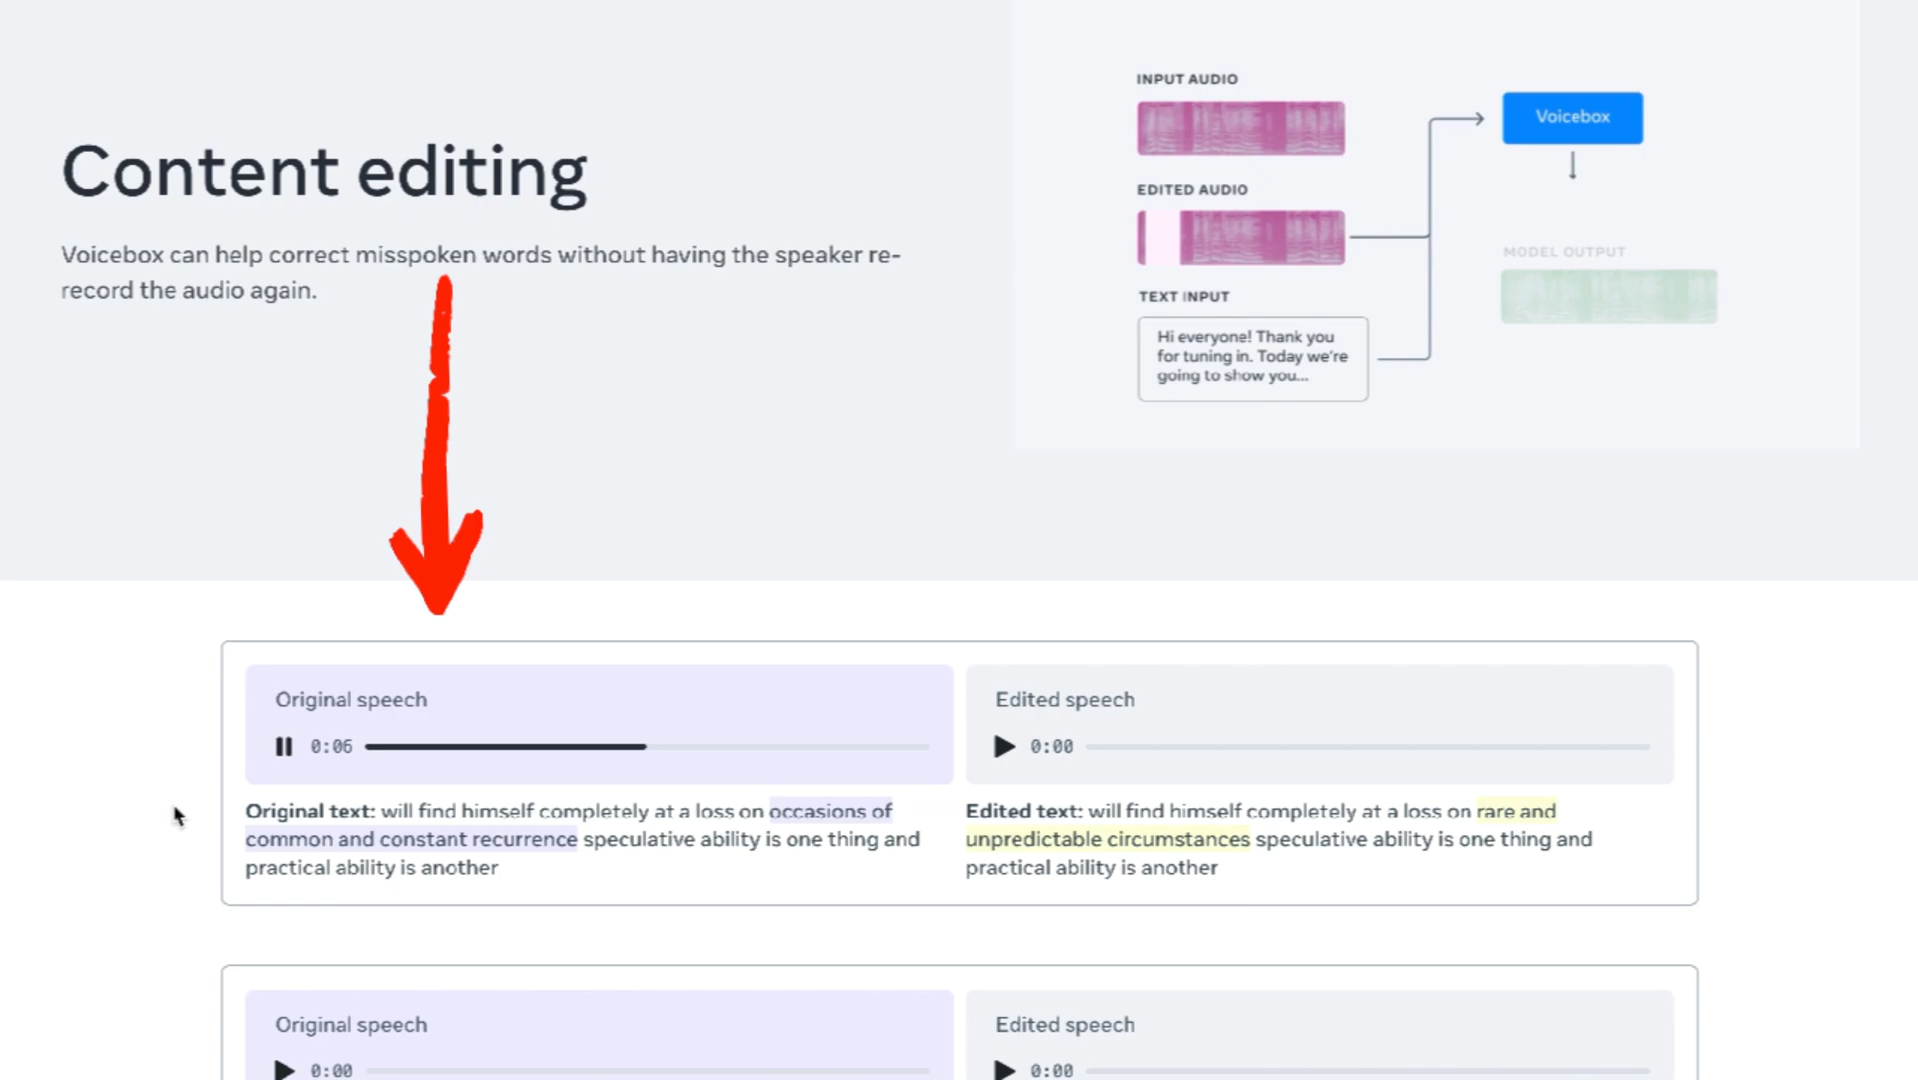 Content editing
Voicebox can help correct misspoken words without having the speaker re-
record the audio again.
INPUT AUDIO
EDITED AUDIO
TEXT INPUT
Hi everyone! Thank you
for tuning in. Today we're
going to show you...
Voicebox
MODEL OUTPUT
Original speech
0:06
Original text: will find himself completely at a loss on occasions of
common and constant recurrence speculative ability is one thing and
practical ability is another
Edited speech
0:00
Edited text: will find himself completely at a loss on rare and
unpredictable circumstances speculative ability is one thing and
practical ability is another
Original speech
0:00
Edited speech
0:00